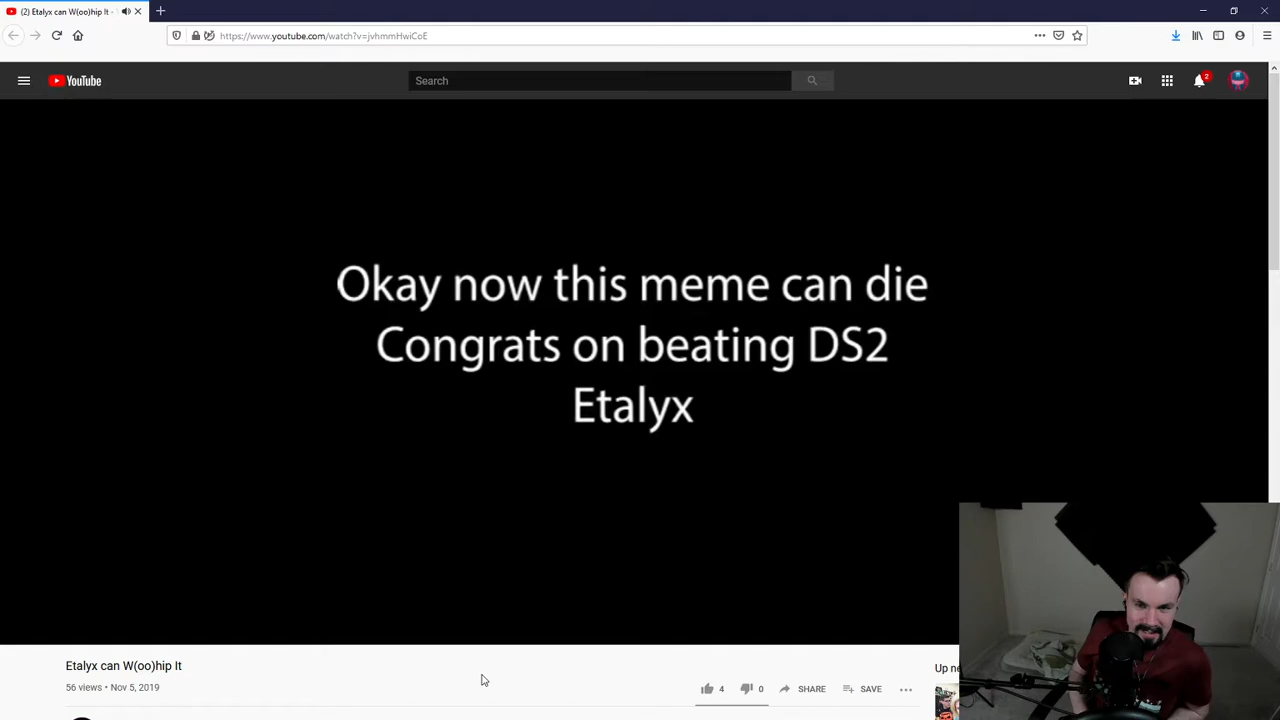 (2) Etalyx can W(oo)hip It -
https://www.youtube.com/watch?v=jvhmmHwiCoE
YouTube
Search
2
Okay now this meme can die
Congrats on beating DS2
Etalyx
Etalyx can W(oo)hip It
56 views • Nov 5, 2019
4
0
SHARE
SAVE
Up ne